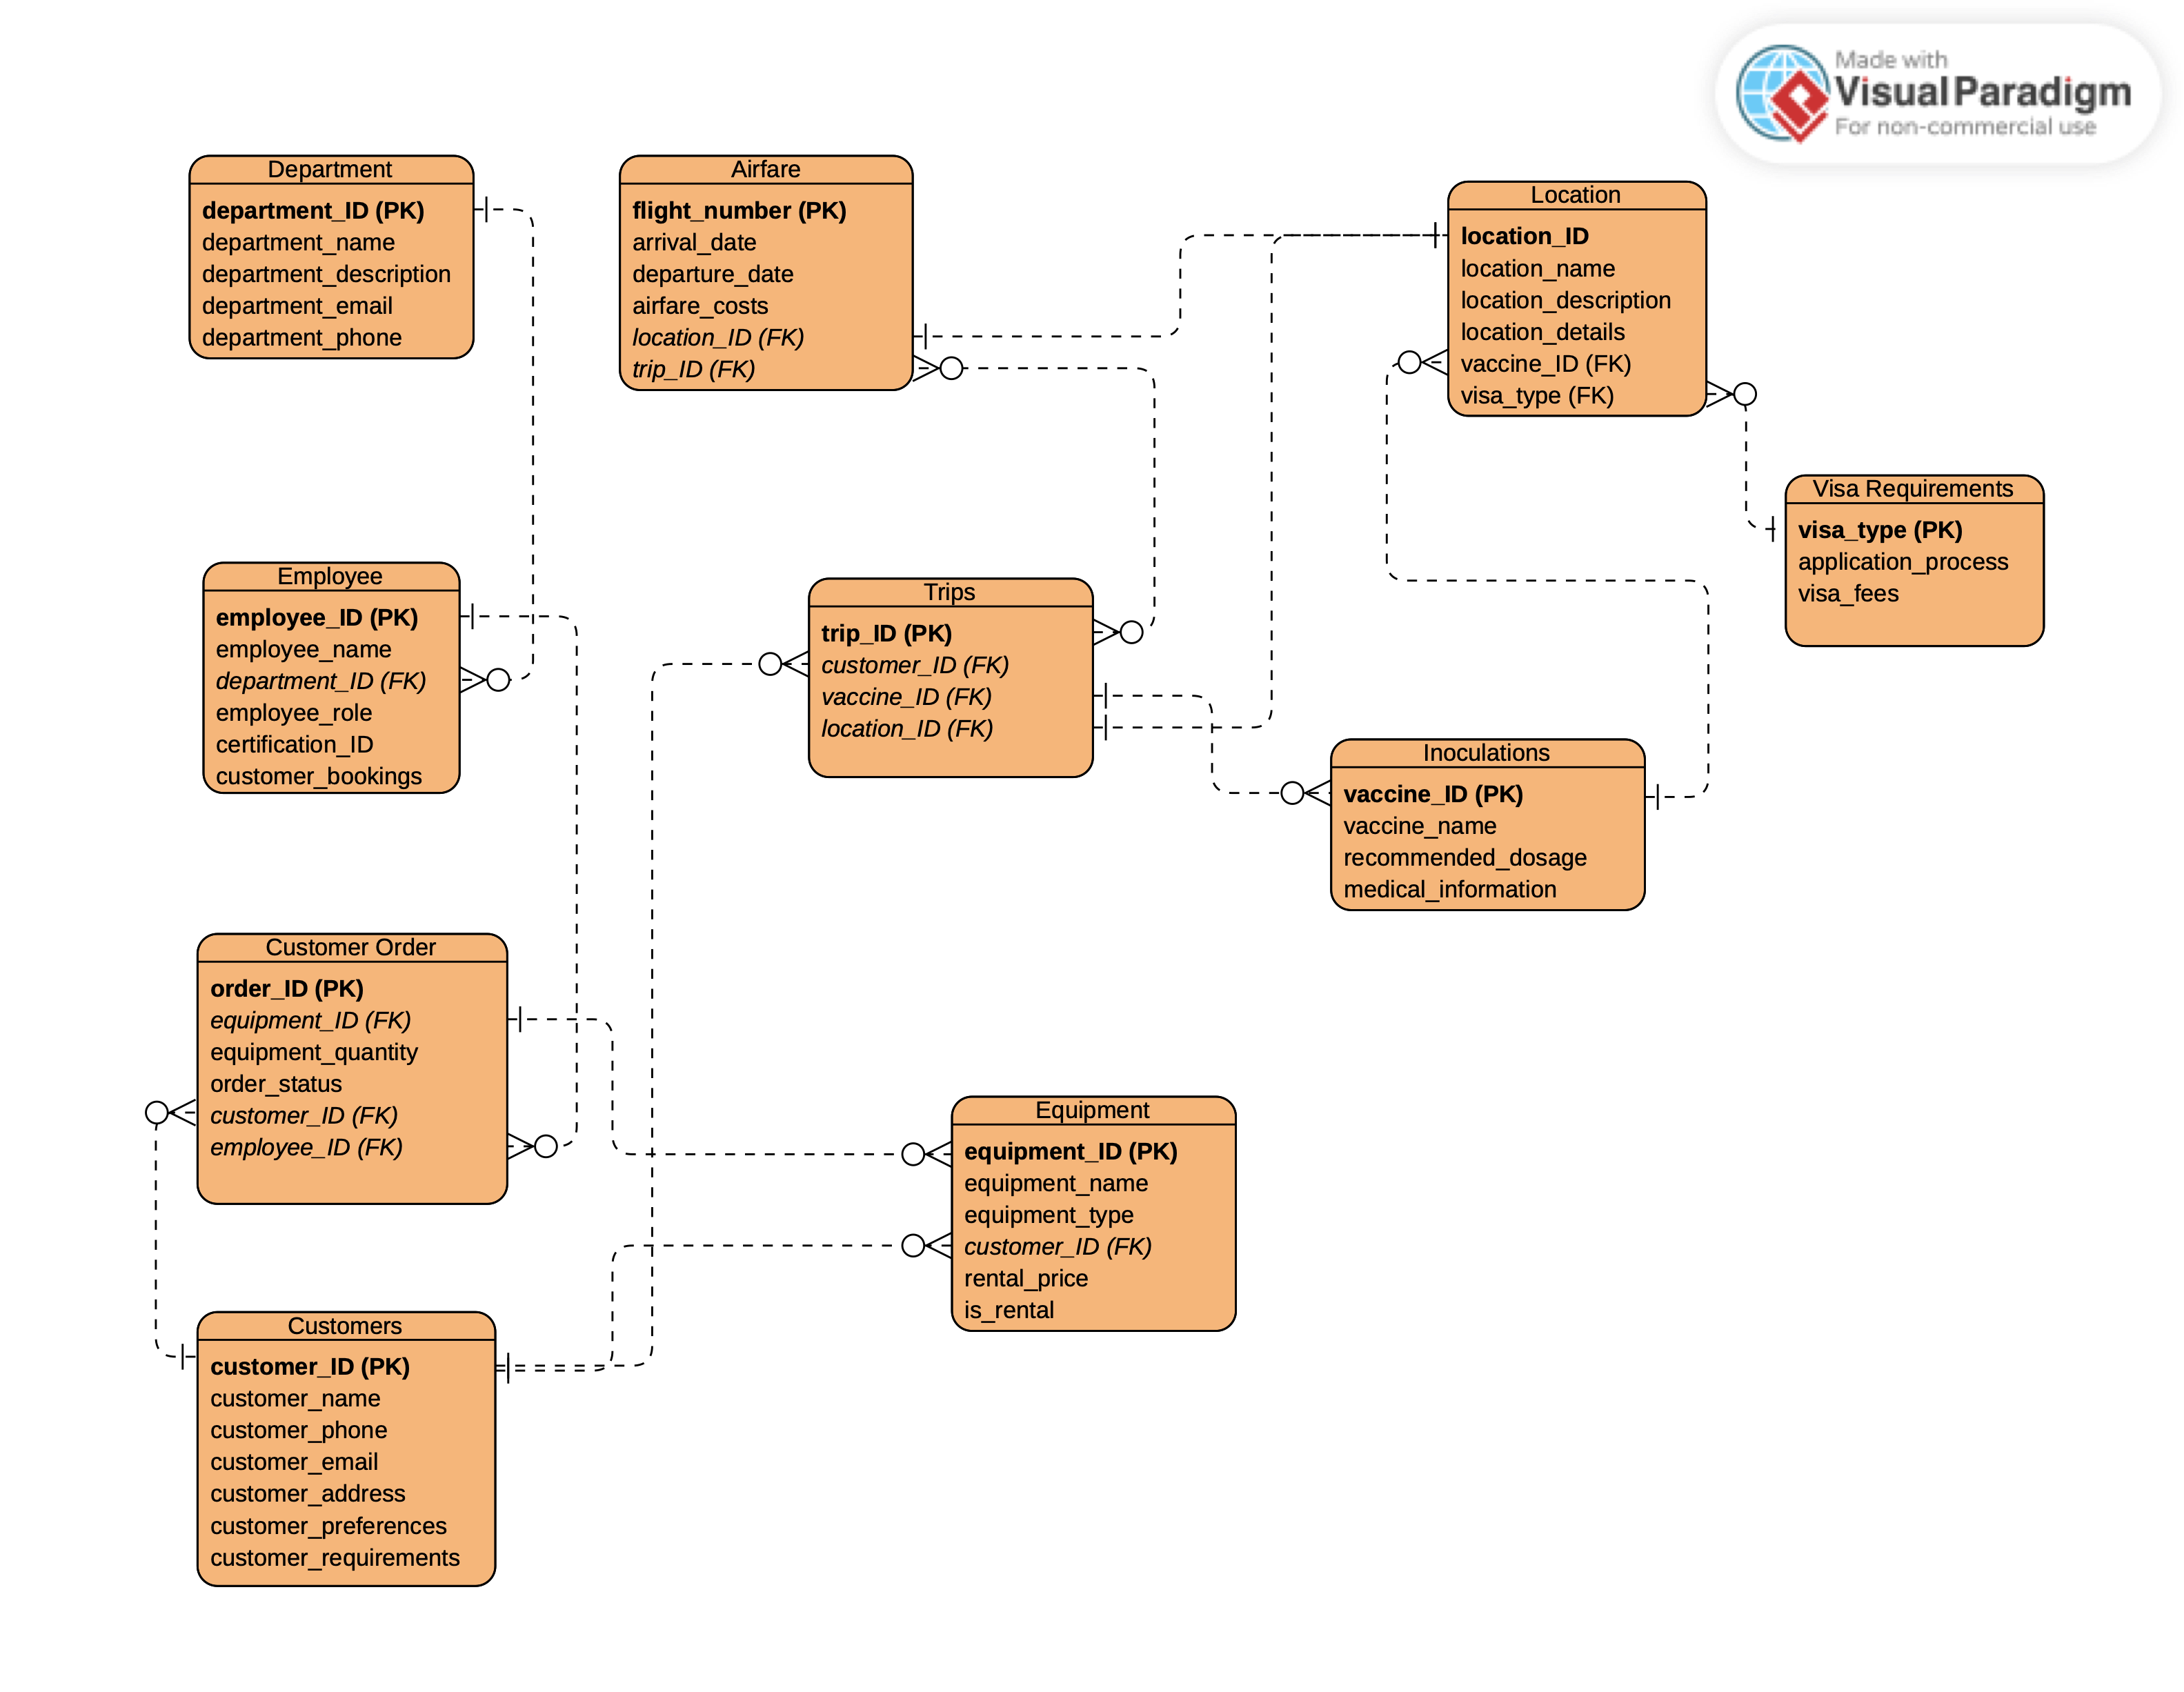 Made with
Visual Paradigm
For non-commercial use
Department
department_ID (PK)
department_name
department_description
department_email
department_phone
Airfare
flight_number (PK)
arrival_date
departure_date
airfare_costs
location_ID (FK)
trip_ID (FK)
Location
location_ID
location_name
location_description
location_details
vaccine_ID (FK)
visa_type (FK)
Visa Requirements
visa_type (PK)
application_process
visa_fees
Employee
employee_ID (PK)
employee_name
department_ID (FK)
employee_role
certification_ID
customer_bookings
Trips
trip_ID (PK)
customer_ID (FK)
vaccine_ID (FK)
location_ID (FK)
Inoculations
vaccine_ID (PK)
vaccine_name
recommended_dosage
medical_information
Customer Order
order_ID (PK)
equipment_ID (FK)
equipment_quantity
order_status
customer_ID (FK)
employee_ID (FK)
Equipment
equipment_ID (PK)
equipment_name
equipment_type
customer_ID (FK)
rental_price
is_rental
Customers
customer_ID (PK)
customer_name
customer_phone
customer_email
customer_address
customer_preferences
customer_requirements